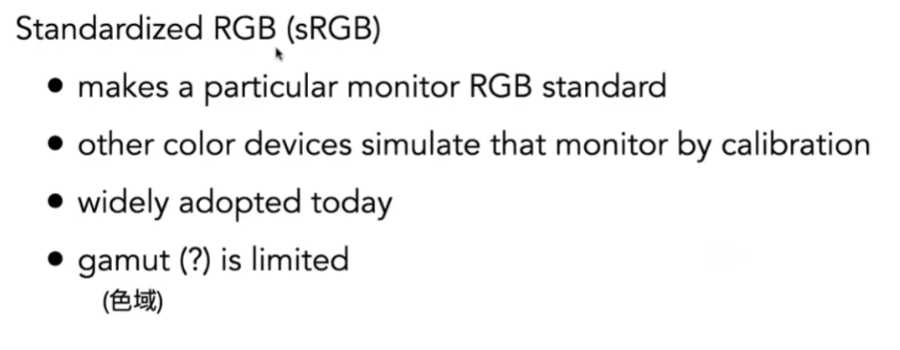 Standardized RGB (sRGB)
• makes a particular monitor RGB standard
• other color devices simulate that monitor by calibration
• widely adopted today
• gamut (?) is limited
(色域)